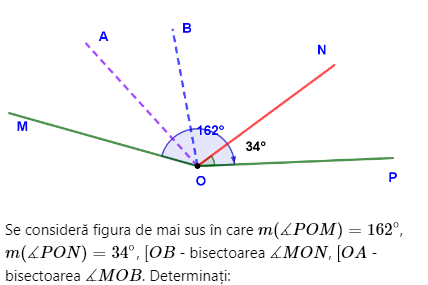 B
A
N
162°
M
34°
O
P
Se consideră figura de mai sus în care m(∡POM) = 162°,
m(∡PON) = 34°, [OB - bisectoarea ∡MON, [OA -
bisectoarea ∡MOB. Determinați: